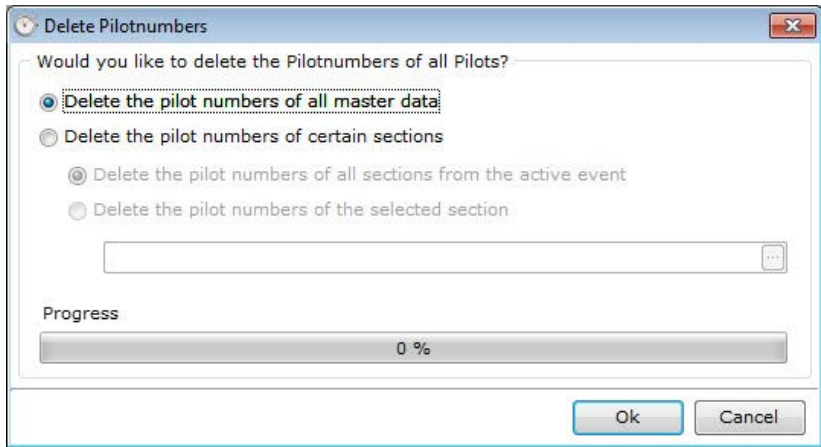 Delete Pilotnumbers
Would you like to delete the Pilotnumbers of all Pilots?
Delete the pilot numbers of all master data
Delete the pilot numbers of certain sections
Delete the pilot numbers of all sections from the active event
Delete the pilot numbers of the selected section
...
Progress
0 %
Ok Cancel